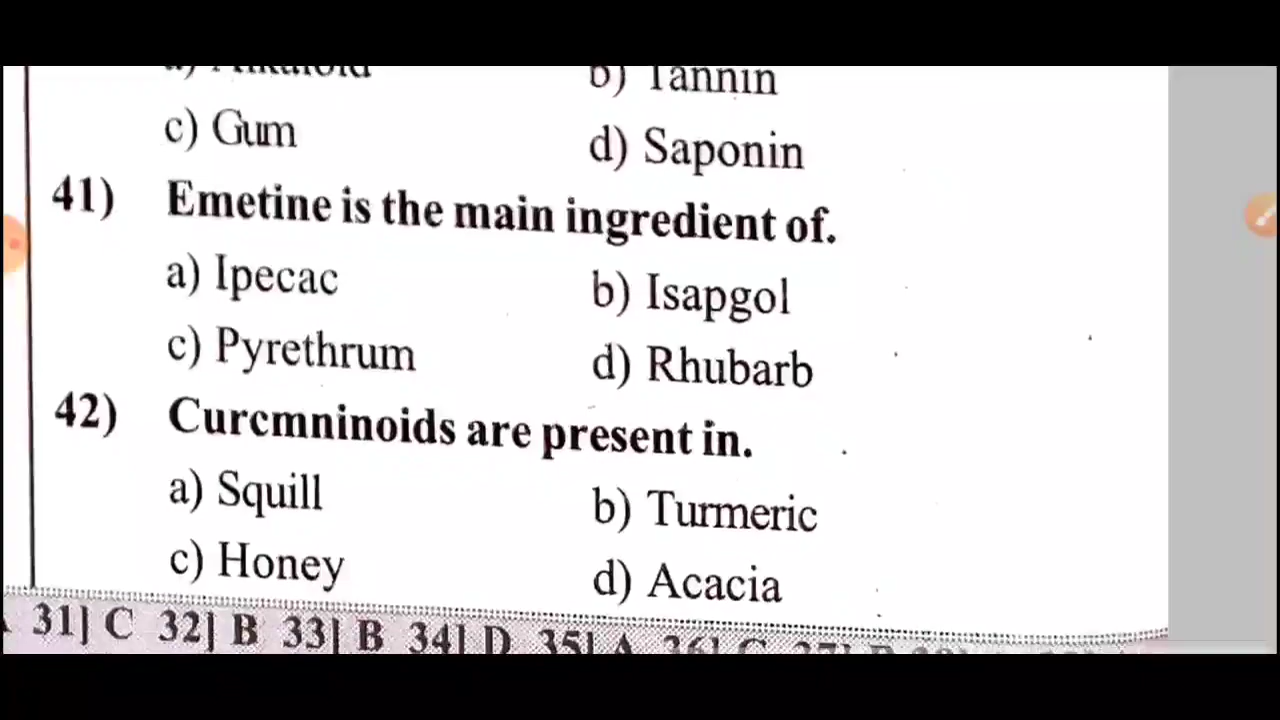 b) Tannin
c) Gum
d) Saponin
41) Emetine is the main ingredient of.
a) Ipecac
b) Isapgol
c) Pyrethrum
d) Rhubarb
42) Curcmninoids are present in.
a) Squill
b) Turmeric
c) Honey
d) Acacia
31] C 32] B 33] B 34] D 35] A